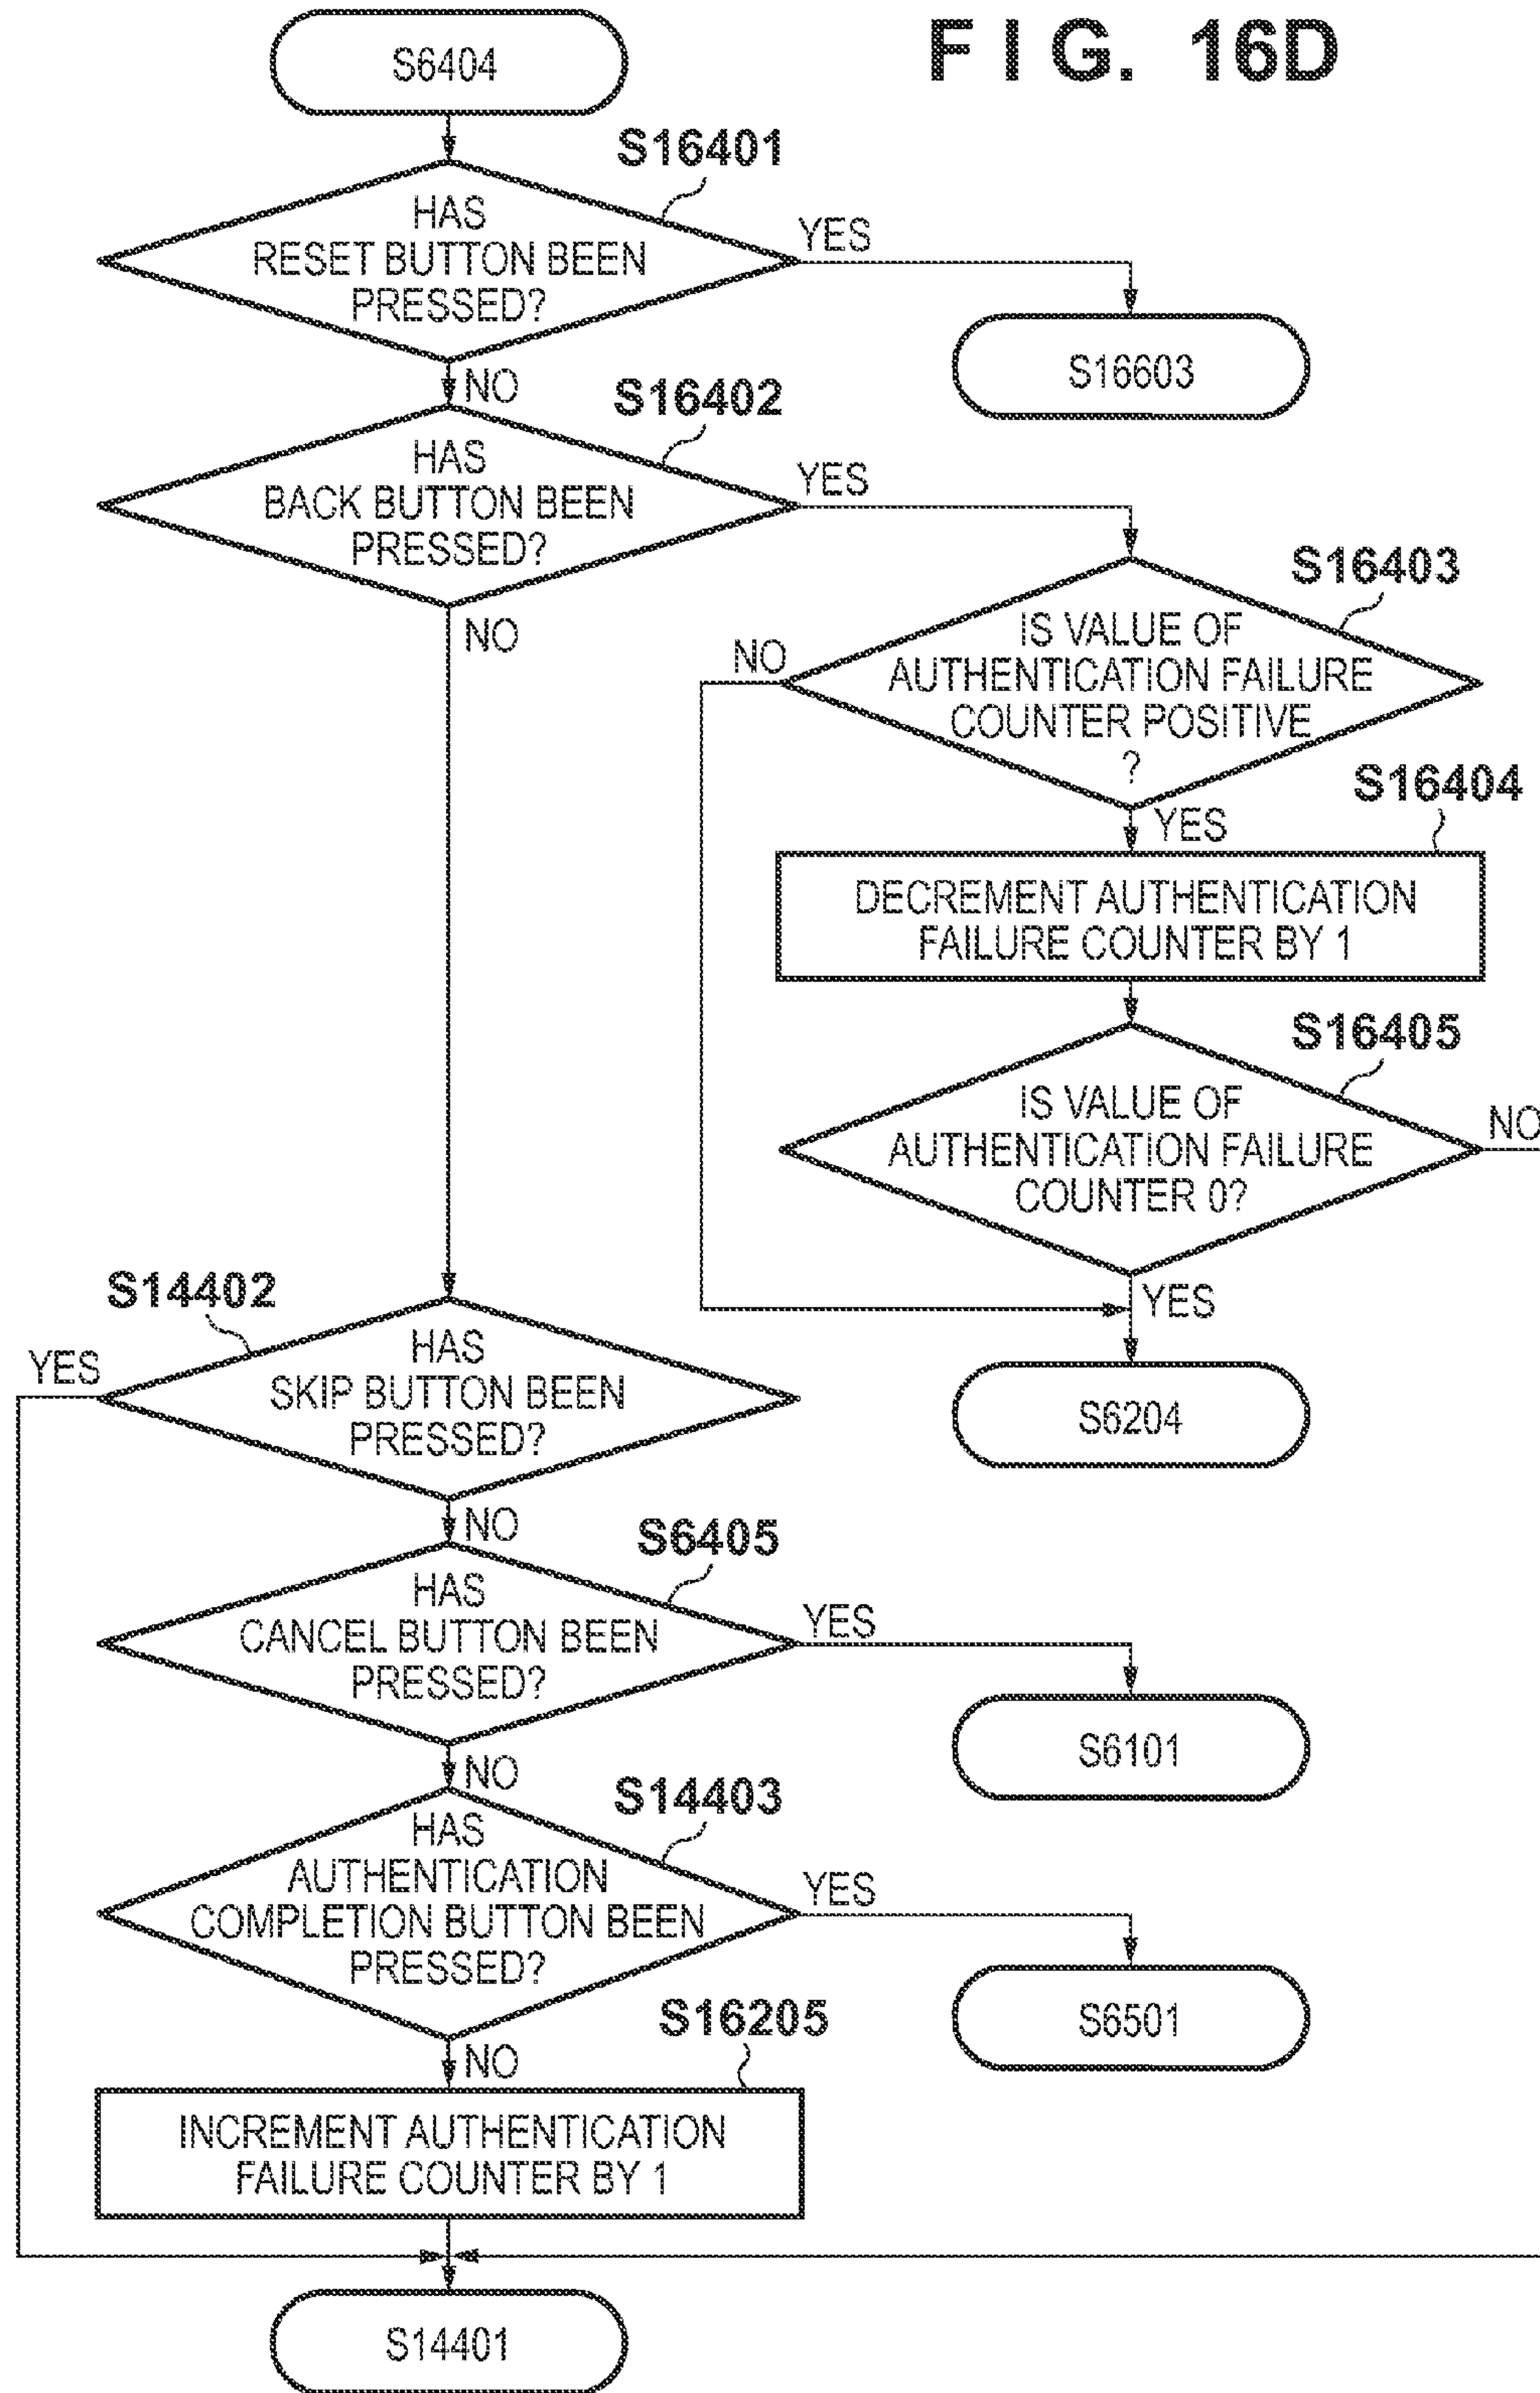 FIG. 16D
S6404
S16401
HAS
RESET BUTTON BEEN
PRESSED?
YES
S16603
NO
S16402
HAS
BACK BUTTON BEEN
PRESSED?
YES
NO
S16403
IS VALUE OF
AUTHENTICATION FAILURE
COUNTER POSITIVE
?
NO
YES
S16404
DECREMENT AUTHENTICATION
FAILURE COUNTER BY 1
S16405
IS VALUE OF
AUTHENTICATION FAILURE
COUNTER 0?
NO
YES
S6204
S14402
HAS
SKIP BUTTON BEEN
PRESSED?
YES
NO
S6405
HAS
CANCEL BUTTON BEEN
PRESSED?
YES
S6101
NO
S14403
HAS
AUTHENTICATION
COMPLETION BUTTON BEEN
PRESSED?
YES
S6501
NO
S16205
INCREMENT AUTHENTICATION
FAILURE COUNTER BY 1
S14401